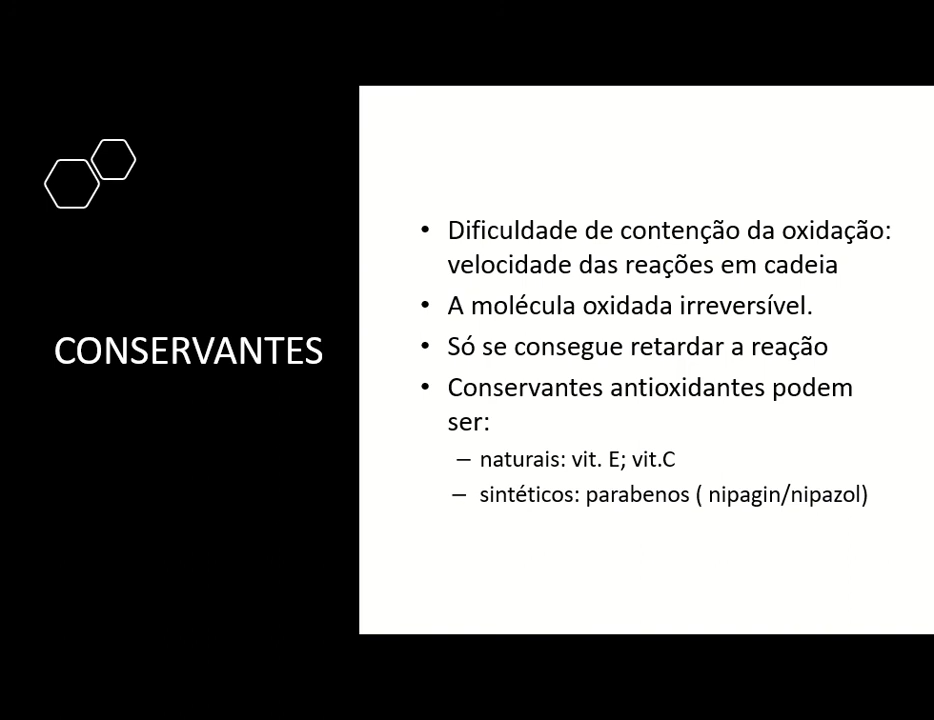 CONSERVANTES
• Dificuldade de contenção da oxidação:
velocidade das reações em cadeia
• A molécula oxidada irreversível.
• Só se consegue retardar a reação
• Conservantes antioxidantes podem
ser:
– naturais: vit. E; vit.C
– sintéticos: parabenos ( nipagin/nipazol)